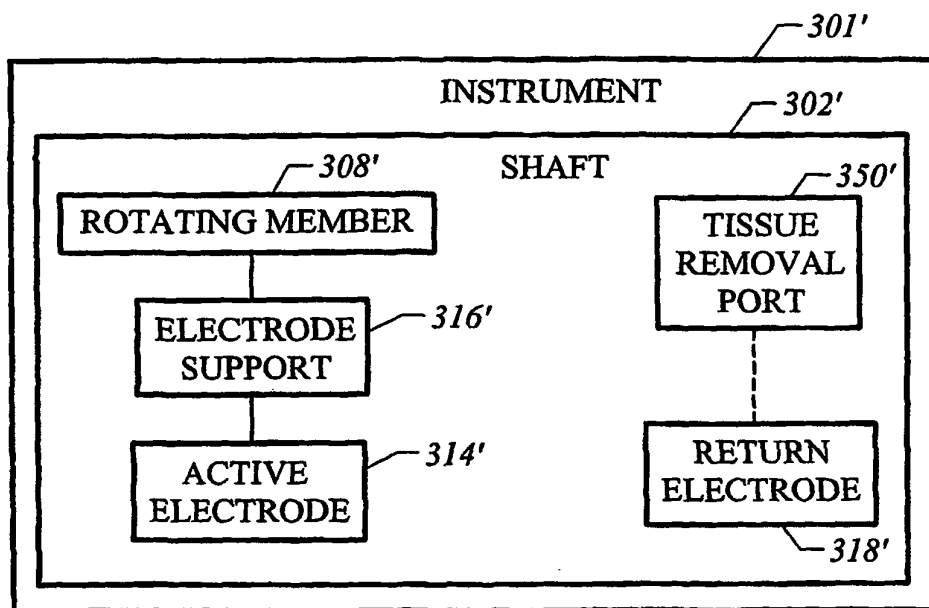 301'
INSTRUMENT
302'
SHAFT
308'
ROTATING MEMBER
350'
TISSUE
REMOVAL
PORT
316'
ELECTRODE
SUPPORT
314'
ACTIVE
ELECTRODE
RETURN
ELECTRODE
318'